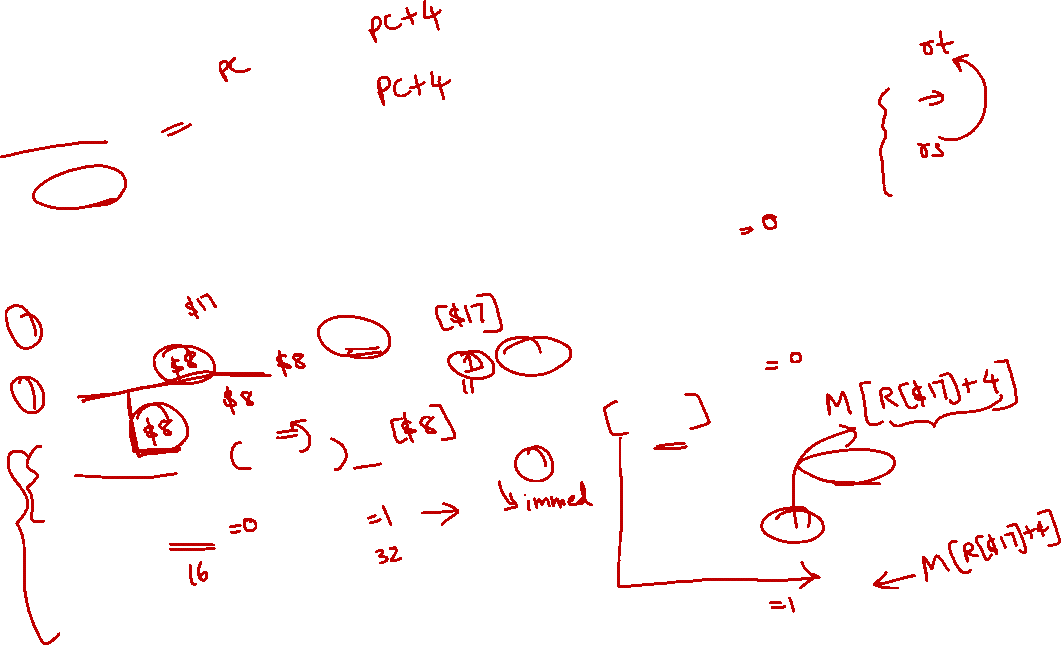 PC+4
rt
PC
PC+4
=
rs
= 0
$17
[$17]
$8
$8
= 0
$8
M[R[$17]+4]
$8
( => ) _
[$8]
[ ]
immed
=0
=1
16
32
M[R[$17]+4]
=1